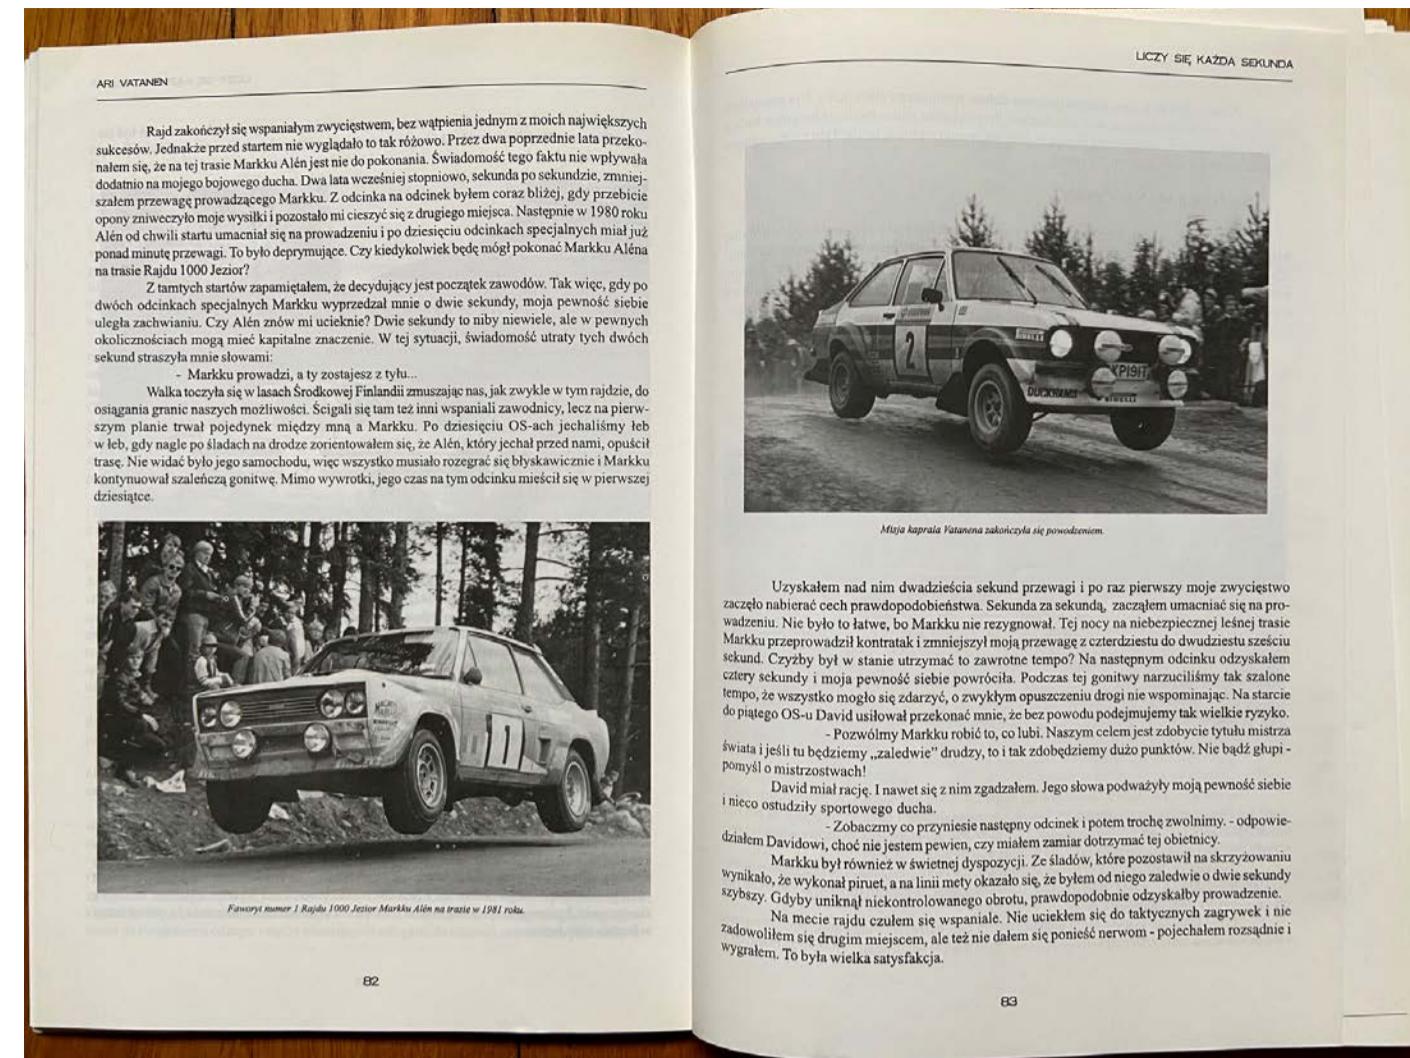 ARI VATANEN
Rajd zakończył się wspaniałym zwycięstwem, bez wątpienia jednym z moich największych
sukcesów. Jednakże przed startem nie wyglądało to tak różowo. Przez dwa poprzednie lata przeko-
nałem się, że na tej trasie Markku Alén jest nie do pokonania. Świadomość tego faktu nie wpływała
dodatnio na mojego bojowego ducha. Dwa lata wcześniej stopniowo, sekunda po sekundzie, zmniej-
szałem przewagę prowadzącego Markku. Z odcinka na odcinek byłem coraz bliżej, gdy przebicie
opony zniweczyło moje wysiłki i pozostało mi cieszyć się z drugiego miejsca. Następnie w 1980 roku
Alén od chwili startu umacniał się na prowadzeniu i po dziesięciu odcinkach specjalnych miał już
ponad minutę przewagi. To było deprymujące. Czy kiedykolwiek będę mógł pokonać Markku Aléna
na trasie Rajdu 1000 Jezior?
Z tamtych startów zapamiętałem, że decydujący jest początek zawodów. Tak więc, gdy po
dwóch odcinkach specjalnych Markku wyprzedzał mnie o dwie sekundy, moja pewność siebie
uległa zachwianiu. Czy Alén znów mi ucieknie? Dwie sekundy to niby niewiele, ale w pewnych
okolicznościach mogą mieć kapitalne znaczenie. W tej sytuacji, świadomość utraty tych dwóch
sekund straszyła mnie słowami:
- Markku prowadzi, a ty zostajesz z tyłu...
Walka toczyła się w lasach Środkowej Finlandii zmuszając nas, jak zwykle w tym rajdzie, do
osiągania granic naszych możliwości. Ścigali się tam też inni wspaniali zawodnicy, lecz na pierw-
szym planie trwał pojedynek między mną a Markku. Po dziesięciu OS-ach jechaliśmy łeb
w łeb, gdy nagle po śladach na drodze zorientowałem się, że Alén, który jechał przed nami, opuścił
trasę. Nie widać było jego samochodu, więc wszystko musiało rozegrać się błyskawicznie i Markku
kontynuował szaleńczą gonitwę. Mimo wywrotki, jego czas na tym odcinku mieścił się w pierwszej
dziesiątce.
11
Faworyt numer 1 Rajdu 1000 Jezior Markku Alén na trasie w 1981 roku.
82
LICZY SIĘ KAŻDA SEKUNDA
2
PIRELLI
KPI91T
DUCKHAMS
PIRELLI
Misja kaprala Vatanena zakończyła się powodzeniem.
Uzyskałem nad nim dwadzieścia sekund przewagi i po raz pierwszy moje zwycięstwo
zaczęło nabierać cech prawdopodobieństwa. Sekunda za sekundą, zacząłem umacniać się na pro-
wadzeniu. Nie było to łatwe, bo Markku nie rezygnował. Tej nocy na niebezpiecznej leśnej trasie
Markku przeprowadził kontratak i zmniejszył moją przewagę z czterdziestu do dwudziestu sześciu
sekund. Czyżby był w stanie utrzymać to zawrotne tempo? Na następnym odcinku odzyskałem
cztery sekundy i moja pewność siebie powróciła. Podczas tej gonitwy narzuciliśmy tak szalone
tempo, że wszystko mogło się zdarzyć, o zwykłym opuszczeniu drogi nie wspominając. Na starcie
do piątego OS-u David usiłował przekonać mnie, że bez powodu podejmujemy tak wielkie ryzyko.
- Pozwólmy Markku robić to, co lubi. Naszym celem jest zdobycie tytułu mistrza
świata i jeśli tu będziemy „zaledwie” drudzy, to i tak zdobędziemy dużo punktów. Nie bądź głupi -
pomyśl o mistrzostwach!
David miał rację. I nawet się z nim zgadzałem. Jego słowa podważyły moją pewność siebie
i nieco ostudziły sportowego ducha.
- Zobaczmy co przyniesie następny odcinek i potem trochę zwolnimy. - odpowie-
działem Davidowi, choć nie jestem pewien, czy miałem zamiar dotrzymać tej obietnicy.
Markku był również w świetnej dyspozycji. Ze śladów, które pozostawił na skrzyżowaniu
wynikało, że wykonał piruet, a na linii mety okazało się, że byłem od niego zaledwie o dwie sekundy
szybszy. Gdyby uniknął niekontrolowanego obrotu, prawdopodobnie odzyskałby prowadzenie.
Na mecie rajdu czułem się wspaniale. Nie uciekłem się do taktycznych zagrywek i nie
zadowoliłem się drugim miejscem, ale też nie dałem się ponieść nerwom - pojechałem rozsądnie i
wygrałem. To była wielka satysfakcja.
83